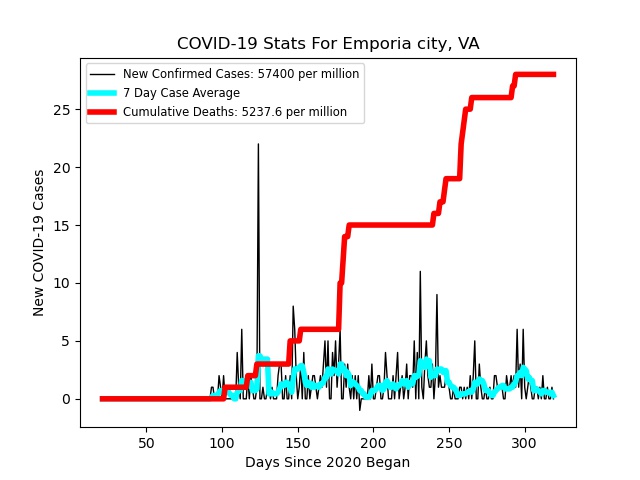 COVID-19 Stats For Emporia city, VA
New Confirmed Cases: 57400 per million
7 Day Case Average
Cumulative Deaths: 5237.6 per million
New COVID-19 Cases
25
20
15
10
5
0
50 100 150 200 250 300
Days Since 2020 Began